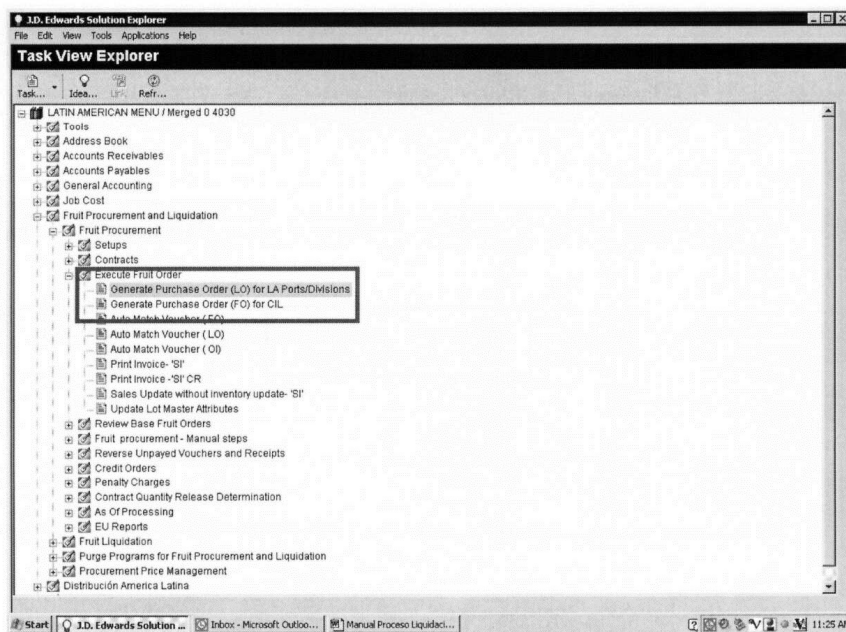 J.D. Edwards Solution Explorer
File Edit View Tools Applications Help
Task View Explorer
Task... Idea... Link Refr...
LATIN AMERICAN MENU / Merged 0 4030
Tools
Address Book
Accounts Receivables
Accounts Payables
General Accounting
Job Cost
Fruit Procurement and Liquidation
Fruit Procurement
Setups
Contracts
Execute Fruit Order
Generate Purchase Order (LO) for LA Ports/Divisions
Generate Purchase Order (FO) for CIL
Auto Match Voucher ( FO)
Auto Match Voucher ( LO)
Auto Match Voucher ( OI)
Print Invoice- 'SI'
Print Invoice -'SI' CR
Sales Update without inventory update- 'SI'
Update Lot Master Attributes
Review Base Fruit Orders
Fruit procurement - Manual steps
Reverse Unpayed Vouchers and Receipts
Credit Orders
Penalty Charges
Contract Quantity Release Determination
As Of Processing
EU Reports
Fruit Liquidation
Purge Programs for Fruit Procurement and Liquidation
Procurement Price Management
Distribución America Latina
Start J.D. Edwards Solution ... Inbox - Microsoft Outloo... Manual Proceso Liquidaci... 11:25 AM